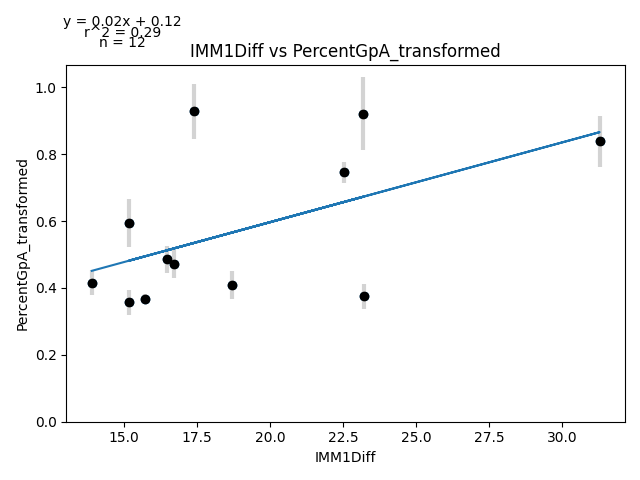 y = 0.02x + 0.12
r^2 = 0.29
n = 12
IMM1Diff vs PercentGpA_transformed
PercentGpA_transformed
1.0
0.8
0.6
0.4
0.2
0.0
15.0 17.5 20.0 22.5 25.0 27.5 30.0
IMM1Diff